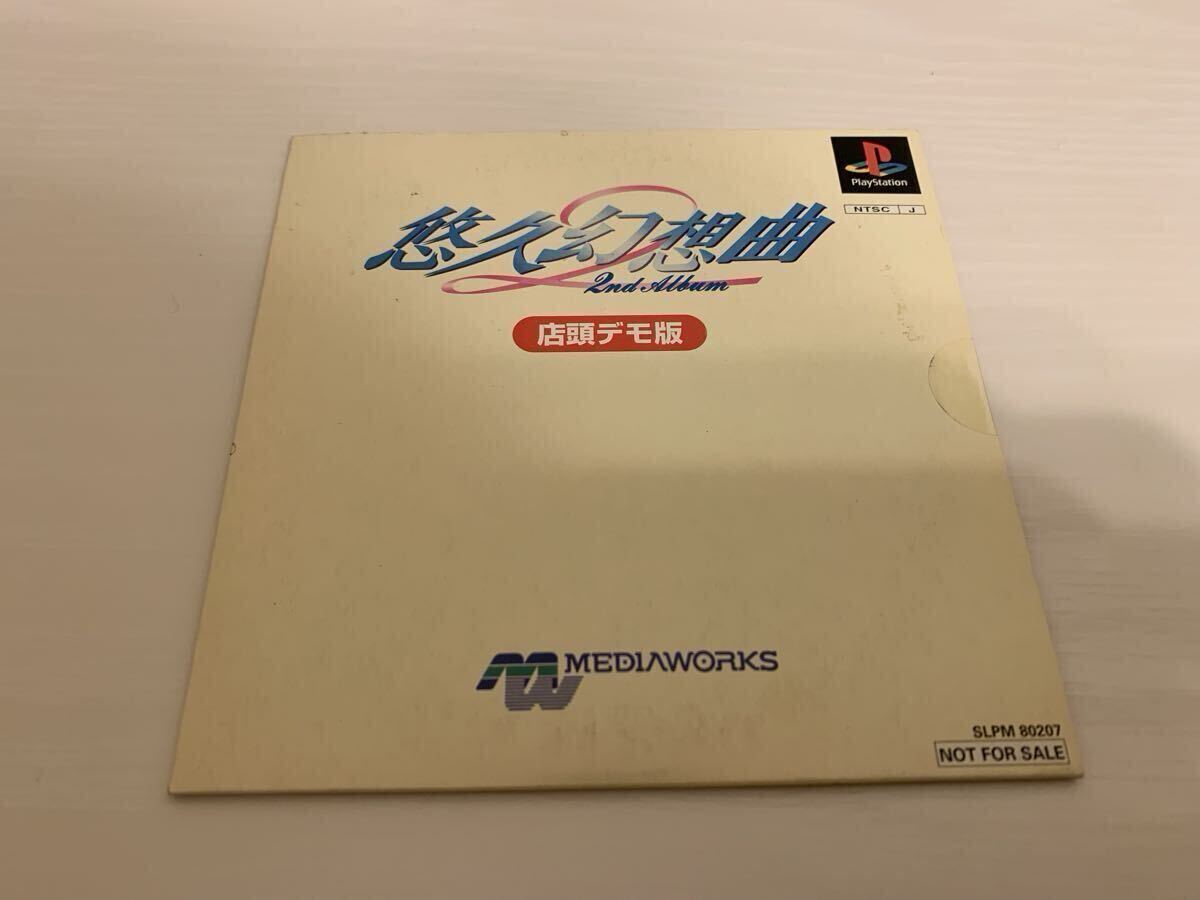 PlayStation
NTSC J
悠久幻想曲
2
2nd Album
店頭デモ版
MW MEDIAWORKS
SLPM 80207
NOT FOR SALE